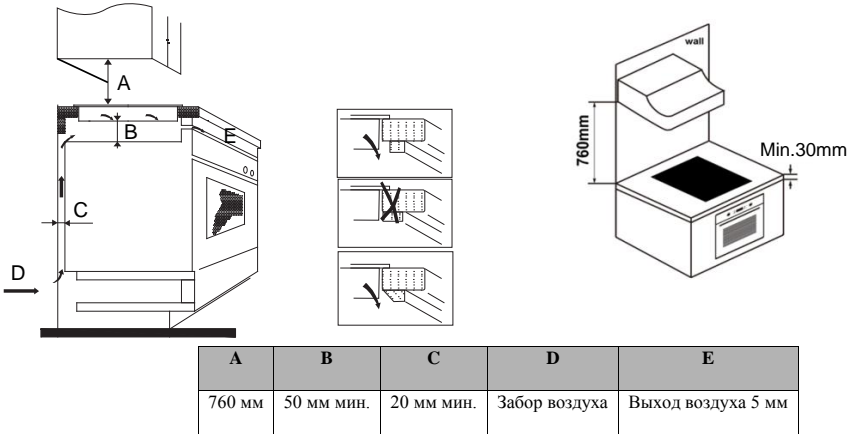 A
B
E
C
D
wall
760mm
Min.30mm
A B C D E
760 мм 50 мм мин. 20 мм мин. Забор воздуха Выход воздуха 5 мм